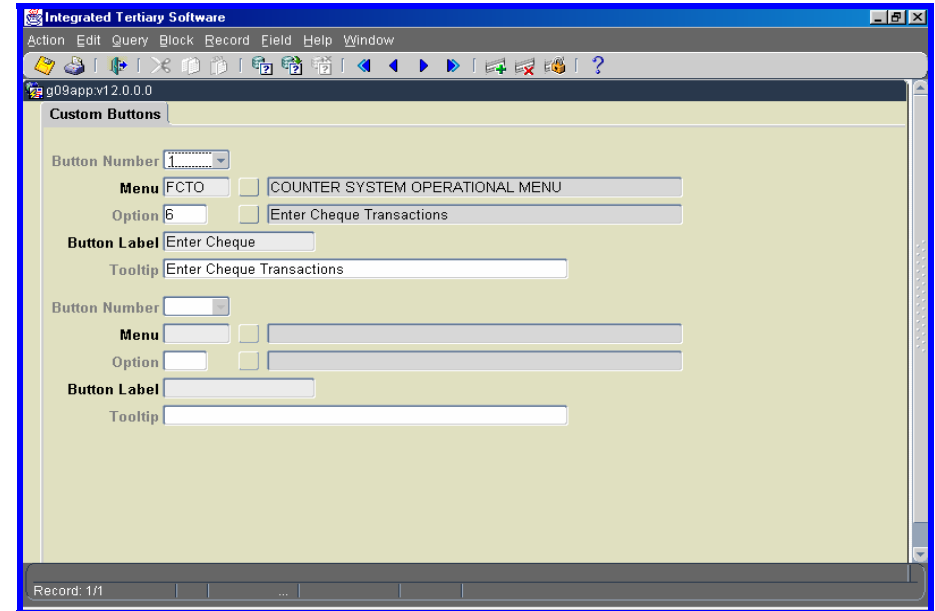 Integrated Tertiary Software
Action Edit Query Block Record Field Help Window
g09app:v12.0.0.0
Custom Buttons
Button Number 1
Menu FCTO COUNTER SYSTEM OPERATIONAL MENU
Option 6 Enter Cheque Transactions
Button Label Enter Cheque
Tooltip Enter Cheque Transactions
Button Number
Menu
Option
Button Label
Tooltip
Record: 1/1 ...